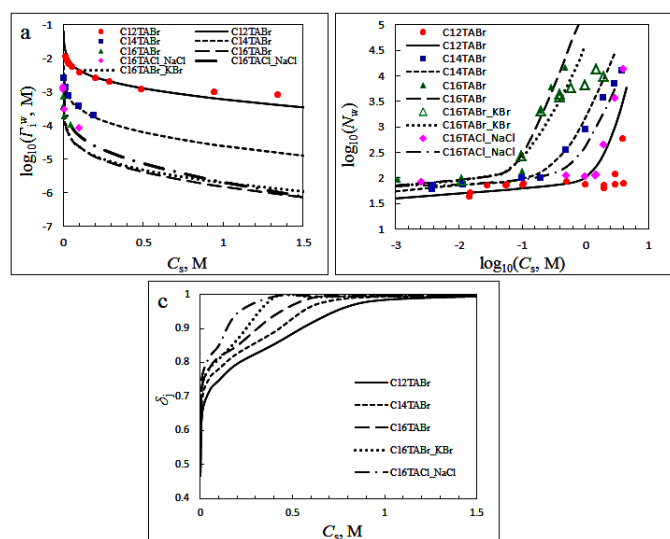 a
C12TABr C12TABr
C14TABr C14TABr
C16TABr C16TABr
C16TACl_NaCl C16TACl_NaCl
C16TABr_KBr
log10(Γi^w, M)
-1
-2
-3
-4
-5
-6
-7
0 0.5 1 1.5
Cs, M
C12TABr
C12TABr
C14TABr
C14TABr
C16TABr
C16TABr
C16TABr_KBr
C16TABr_KBr
C16TACl_NaCl
C16TACl_NaCl
log10(Nw)
5
4.5
4
3.5
3
2.5
2
1.5
1
-3 -2 -1 0 1
log10(Cs, M)
c
δj
1
0.9
0.8
0.7
0.6
0.5
0.4
C12TABr
C14TABr
C16TABr
C16TABr_KBr
C16TACl_NaCl
0 0.5 1 1.5
Cs, M